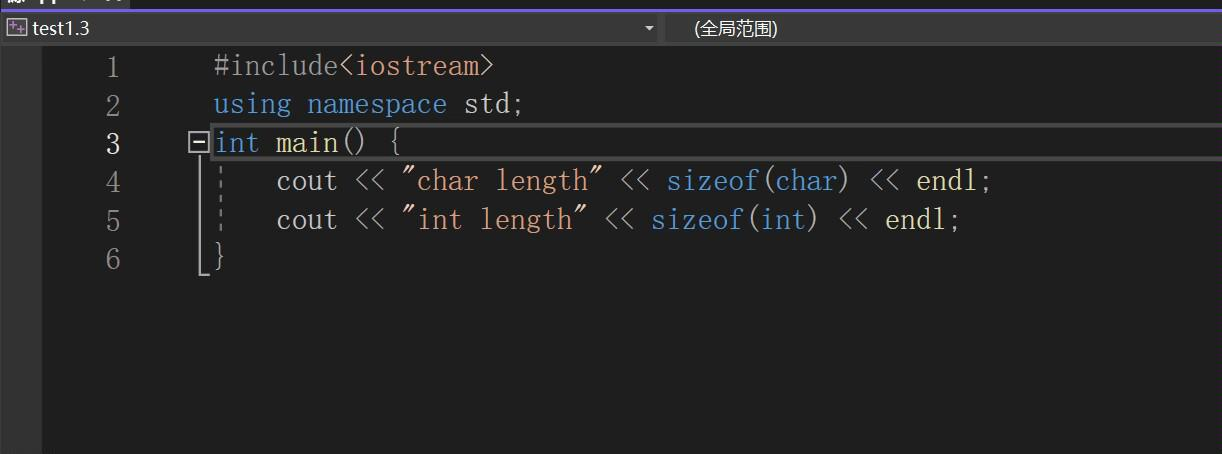 test1.3
(全局范围)
1 #include<iostream>
2 using namespace std;
3 int main() {
4 cout << "char length" << sizeof(char) << endl;
5 cout << "int length" << sizeof(int) << endl;
6 }